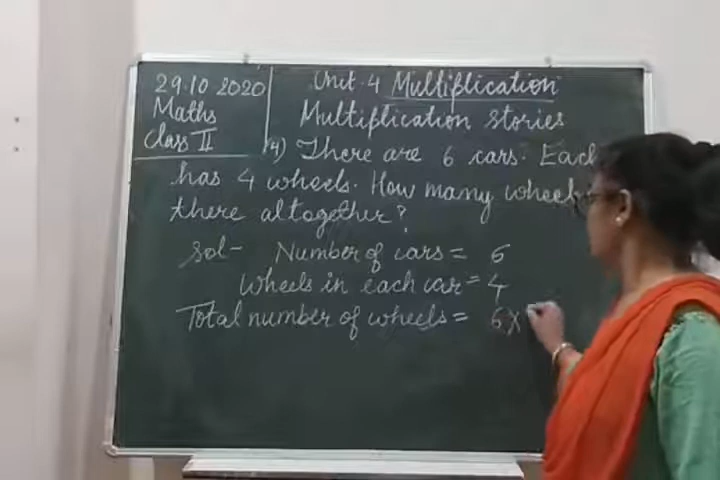 29.10 2020
Maths
Class II
Unit-4 Multiplication
Multiplication stories
4) There are 6 cars. Each
has 4 wheels. How many wheels
there altogether?
Sol- Number of cars = 6
Wheels in each car = 4
Total number of wheels = 6×